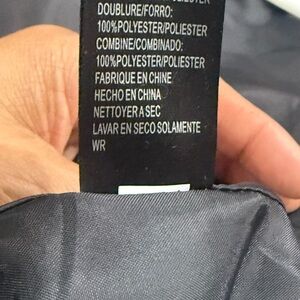 DOUBLURE/FORRO:
100%POLYESTER/POLIESTER
COMBINE/COMBINADO:
100%POLYESTER/POLIESTER
FABRIQUE EN CHINE
HECHO EN CHINA
NETTOYER A SEC
LAVAR EN SECO SOLAMENTE
WR